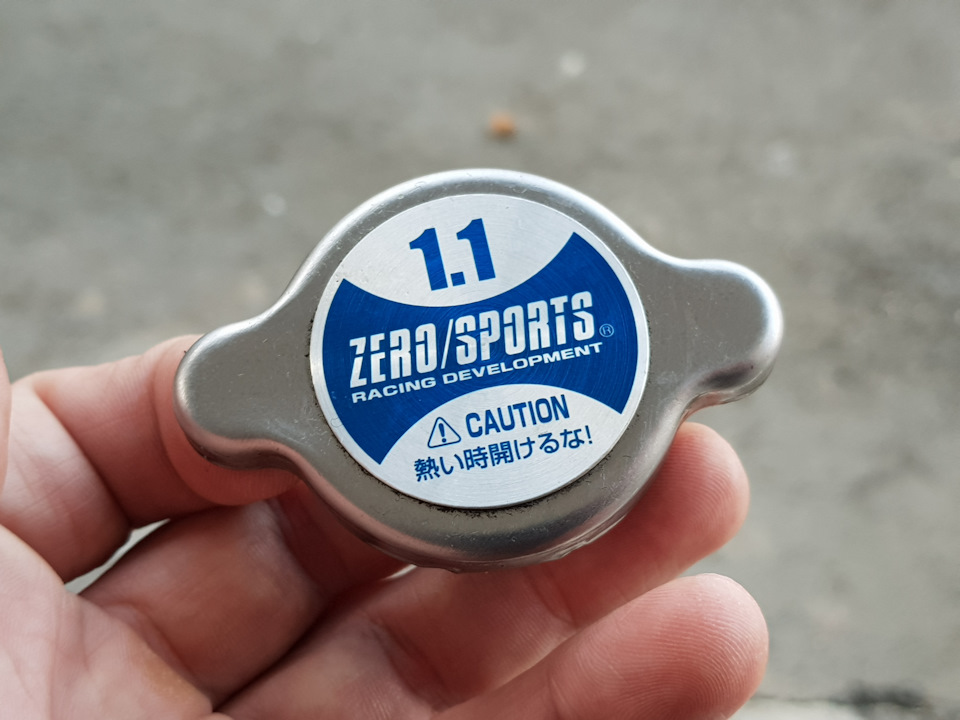 1.1
ZERO/SPORTS®
RACING DEVELOPMENT
⚠ CAUTION
熱い時開けるな!